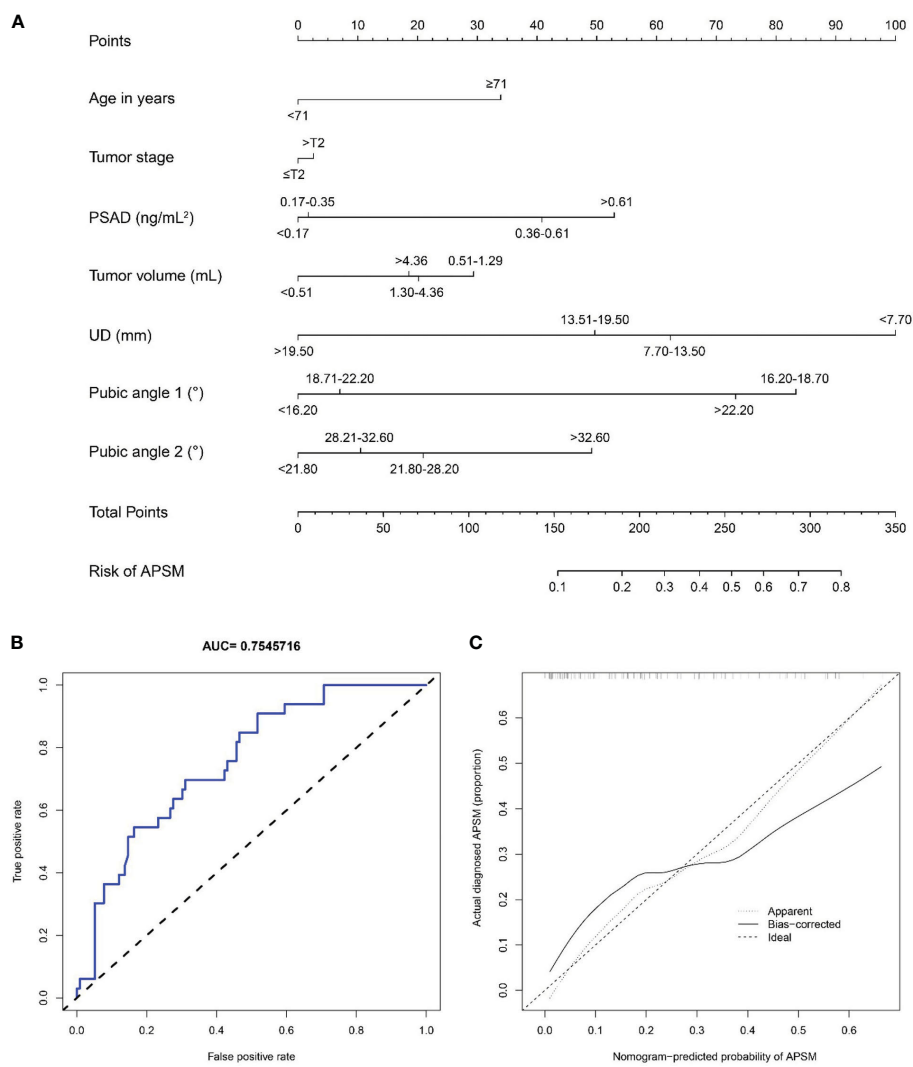 A
Points
0 10 20 30 40 50 60 70 80 90 100
Age in years
≥71
<71
Tumor stage
>T2
≤T2
PSAD (ng/mL²)
0.17-0.35 >0.61
<0.17 0.36-0.61
Tumor volume (mL)
>4.36 0.51-1.29
<0.51 1.30-4.36
UD (mm)
13.51-19.50 <7.70
>19.50 7.70-13.50
Pubic angle 1 (°)
18.71-22.20 16.20-18.70
<16.20 >22.20
Pubic angle 2 (°)
28.21-32.60 >32.60
<21.80 21.80-28.20
Total Points
0 50 100 150 200 250 300 350
Risk of APSM
0.1 0.2 0.3 0.4 0.5 0.6 0.7 0.8
B
AUC= 0.7545716
True positive rate
1.0
0.8
0.6
0.4
0.2
0.0
0.0 0.2 0.4 0.6 0.8 1.0
False positive rate
C
Actual diagnosed APSM (proportion)
0.6
0.5
0.4
0.3
0.2
0.1
0.0
Apparent
Bias-corrected
Ideal
0.0 0.1 0.2 0.3 0.4 0.5 0.6
Nomogram-predicted probability of APSM